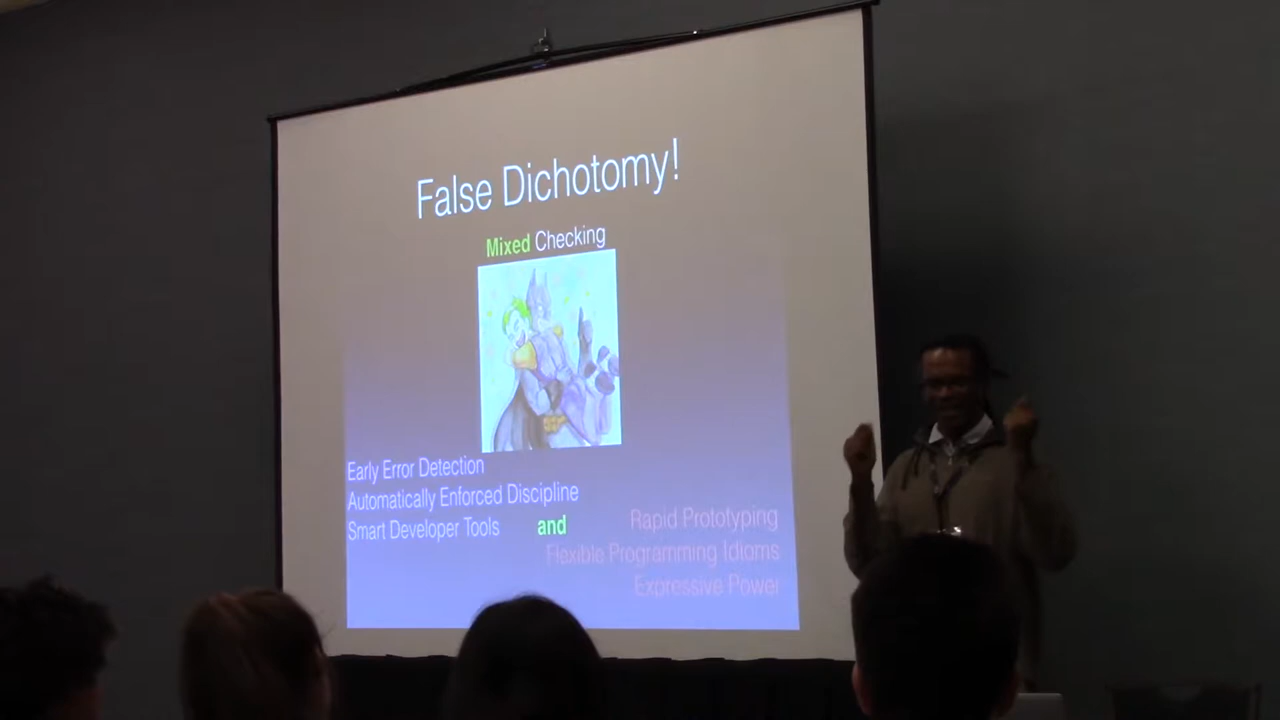 False Dichotomy!
Mixed Checking
Early Error Detection
Automatically Enforced Discipline
Smart Developer Tools
and
Rapid Prototyping
Flexible Programming Idioms
Expressive Power